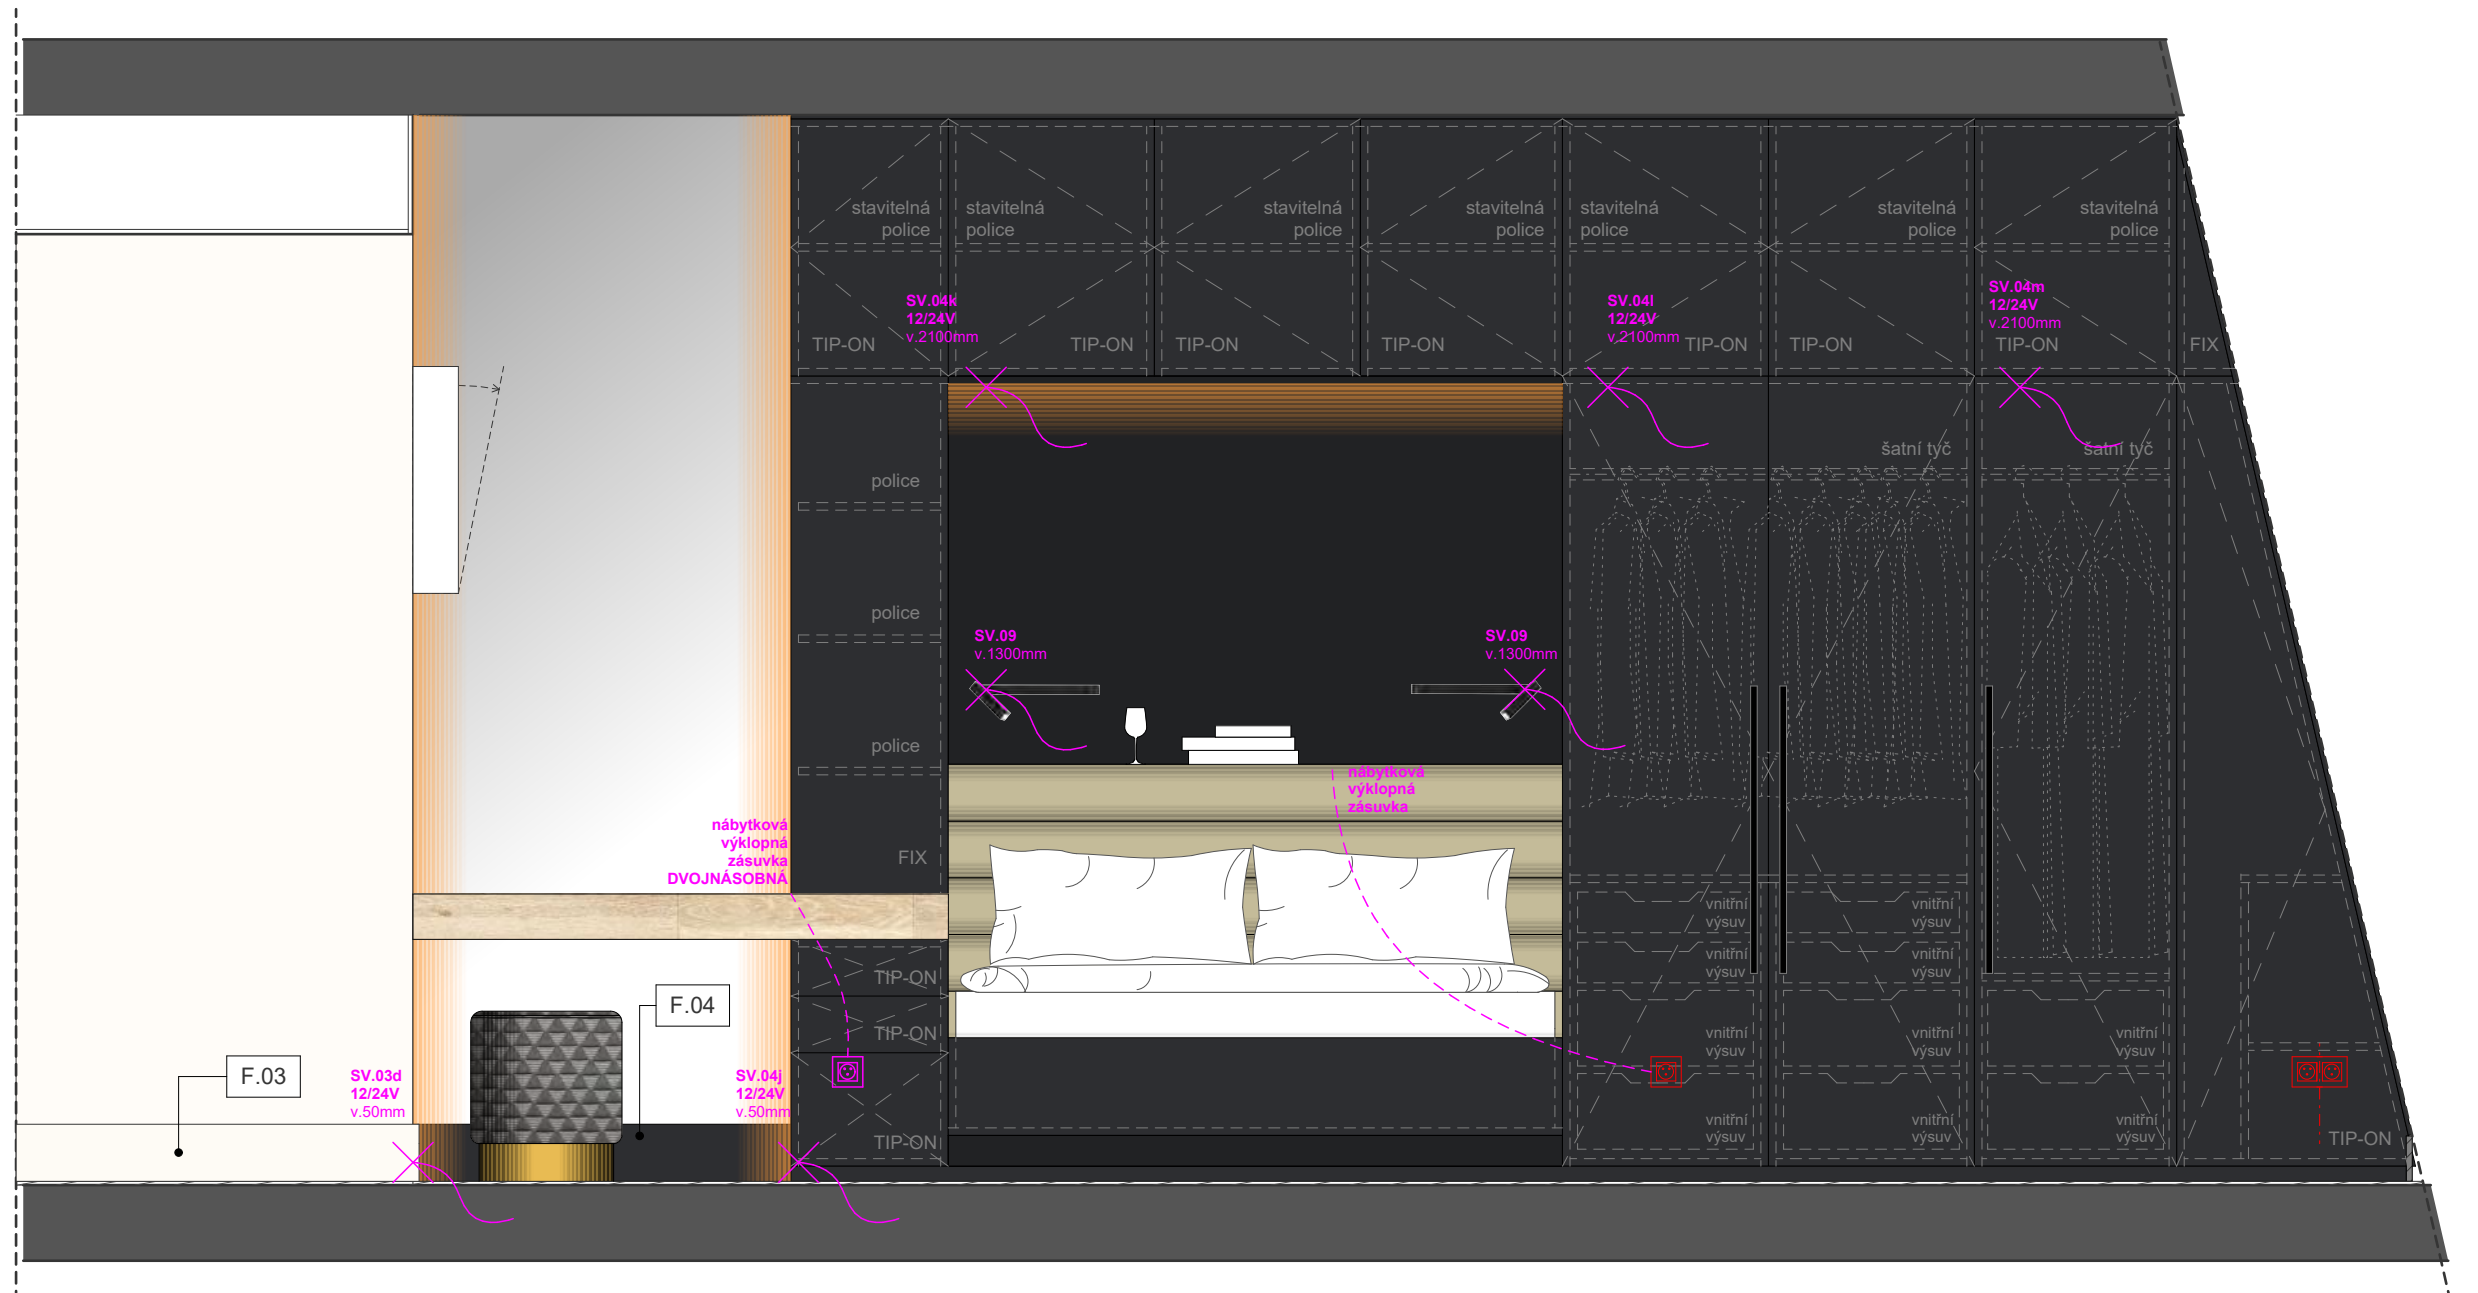 stavitelná
police
stavitelná
police
stavitelná
police
stavitelná
police
stavitelná
police
stavitelná
police
stavitelná
police
SV.04k
12/24V
v.2100mm
SV.04l
12/24V
v.2100mm
SV.04m
12/24V
v.2100mm
TIP-ON
TIP-ON
TIP-ON
TIP-ON
TIP-ON
TIP-ON
TIP-ON
FIX
šatní tyč
šatní tyč
police
police
police
SV.09
v.1300mm
SV.09
v.1300mm
nábytková
výklopná
zásuvka
nábytková
výklopná
zásuvka
DVOJNÁSOBNÁ
FIX
vnitřní
výsuv
vnitřní
výsuv
vnitřní
výsuv
vnitřní
výsuv
TIP-ON
F.04
TIP-ON
vnitřní
výsuv
vnitřní
výsuv
vnitřní
výsuv
F.03
SV.03d
12/24V
v.50mm
SV.04j
12/24V
v.50mm
TIP-ON
vnitřní
výsuv
vnitřní
výsuv
vnitřní
výsuv
TIP-ON